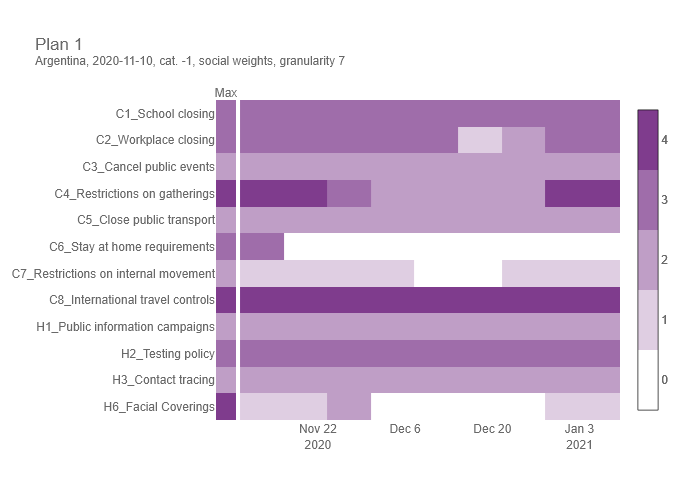 Plan 1
Argentina, 2020-11-10, cat. -1, social weights, granularity 7
Max
C1_School closing
C2_Workplace closing
C3_Cancel public events
C4_Restrictions on gatherings
C5_Close public transport
C6_Stay at home requirements
C7_Restrictions on internal movement
C8_International travel controls
H1_Public information campaigns
H2_Testing policy
H3_Contact tracing
H6_Facial Coverings
Nov 22 Dec 6 Dec 20 Jan 3
2020 2021
4
3
2
1
0